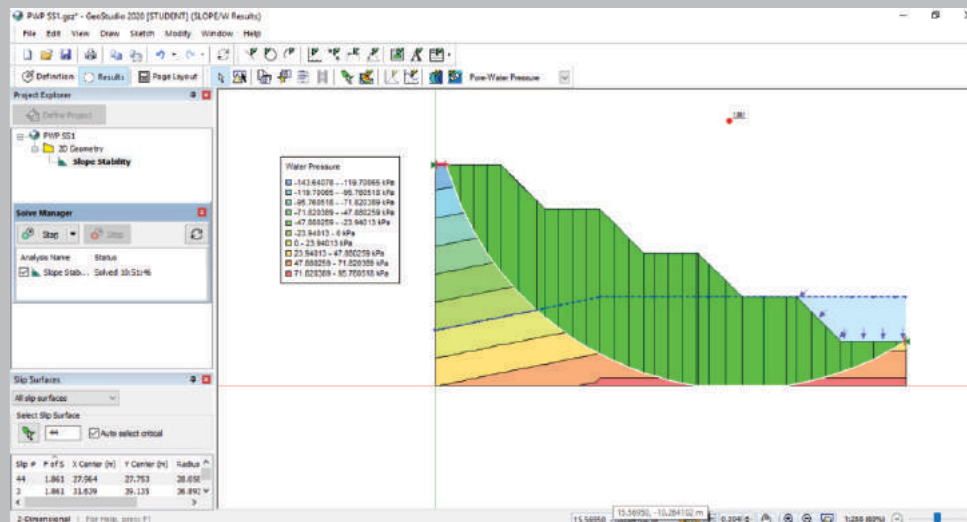 PWP SS1.gsz* - GeoStudio 2020 [STUDENT] (SLOPE/W Results)
File Edit View Draw Sketch Modify Window Help
Definition Results Page Layout Pore-Water Pressure
Project Explorer
Define Project
PWP SS1
2D Geometry
Slope Stability
Solve Manager
Start Stop
Analysis Name Status
Slope Stab... Solved 10:51:46
Water Pressure
-143.64078 - -119.70065 kPa
-119.70065 - -95.760518 kPa
-95.760518 - -71.820389 kPa
-71.820389 - -47.880259 kPa
-47.880259 - -23.94013 kPa
-23.94013 - 0 kPa
0 - 23.94013 kPa
23.94013 - 47.880259 kPa
47.880259 - 71.820389 kPa
71.820389 - 95.760518 kPa
1.861
Slip Surfaces
All slip surfaces
Select Slip Surface
44 Auto select critical
Slip # F of S X Center (m) Y Center (m) Radius
44 1.861 27.964 27.753
2-Dimensional For Help, press F1
15.56950, -10.264102 m